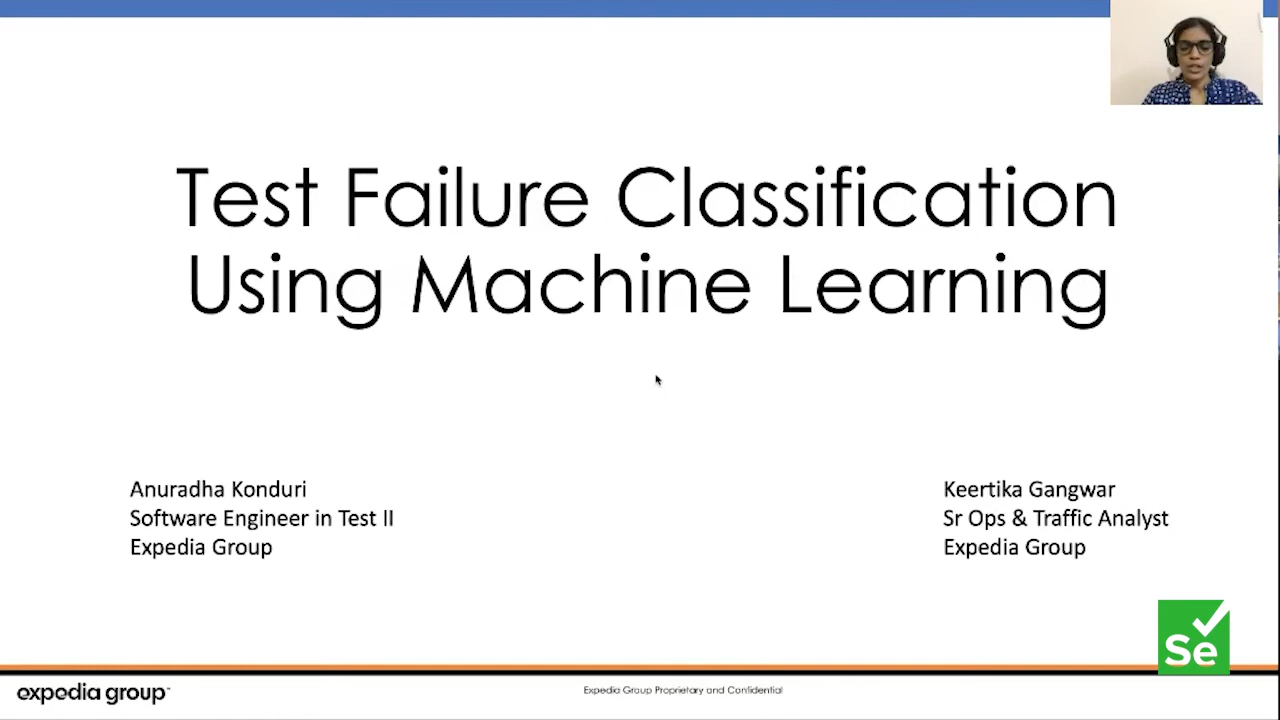 Test Failure Classification
Using Machine Learning
Anuradha Konduri
Software Engineer in Test II
Expedia Group
Keertika Gangwar
Sr Ops & Traffic Analyst
Expedia Group
Se
expedia group™
Expedia Group Proprietary and Confidential